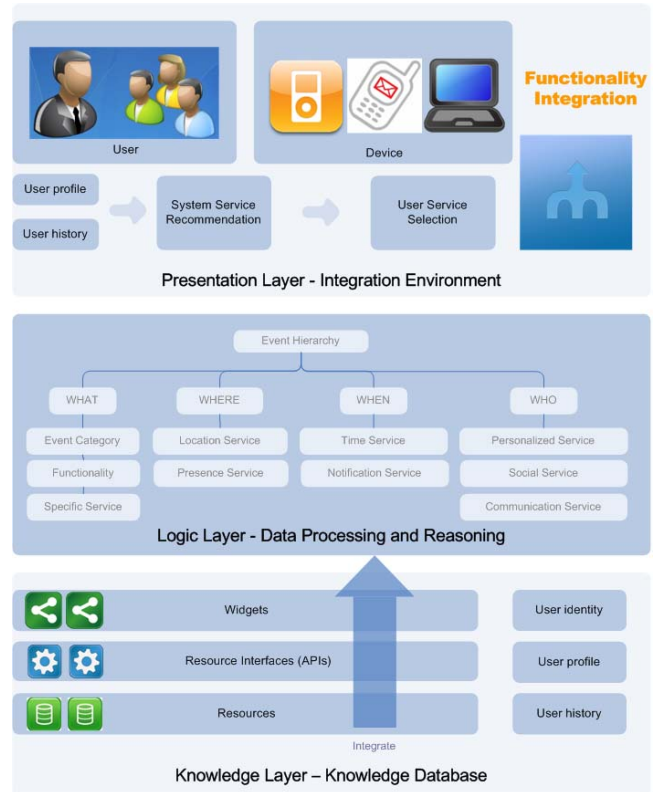 Functionality
Integration
User
Device
User profile
User history
System Service
Recommendation
User Service
Selection
Presentation Layer - Integration Environment
Event Hierarchy
WHAT
WHERE
WHEN
WHO
Event Category
Location Service
Time Service
Personalized Service
Functionality
Presence Service
Notification Service
Social Service
Specific Service
Communication Service
Logic Layer - Data Processing and Reasoning
Widgets
User identity
Resource Interfaces (APIs)
User profile
Resources
User history
Integrate
Knowledge Layer – Knowledge Database